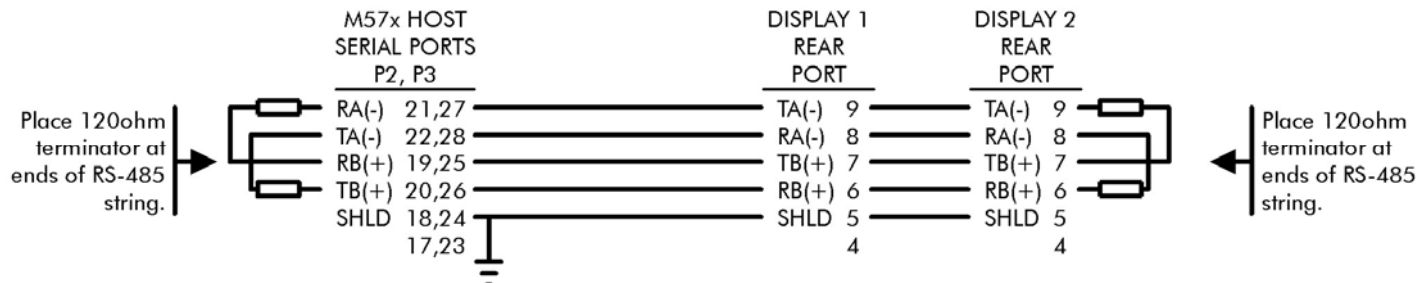 M57x HOST
SERIAL PORTS
P2, P3
DISPLAY 1
REAR
PORT
DISPLAY 2
REAR
PORT
Place 120ohm
terminator at
ends of RS-485
string.
RA(-) 21,27 TA(-) 9 TA(-) 9
TA(-) 22,28 RA(-) 8 RA(-) 8
RB(+) 19,25 TB(+) 7 TB(+) 7
TB(+) 20,26 RB(+) 6 RB(+) 6
SHLD 18,24 SHLD 5 SHLD 5
17,23 4 4
Place 120ohm
terminator at
ends of RS-485
string.